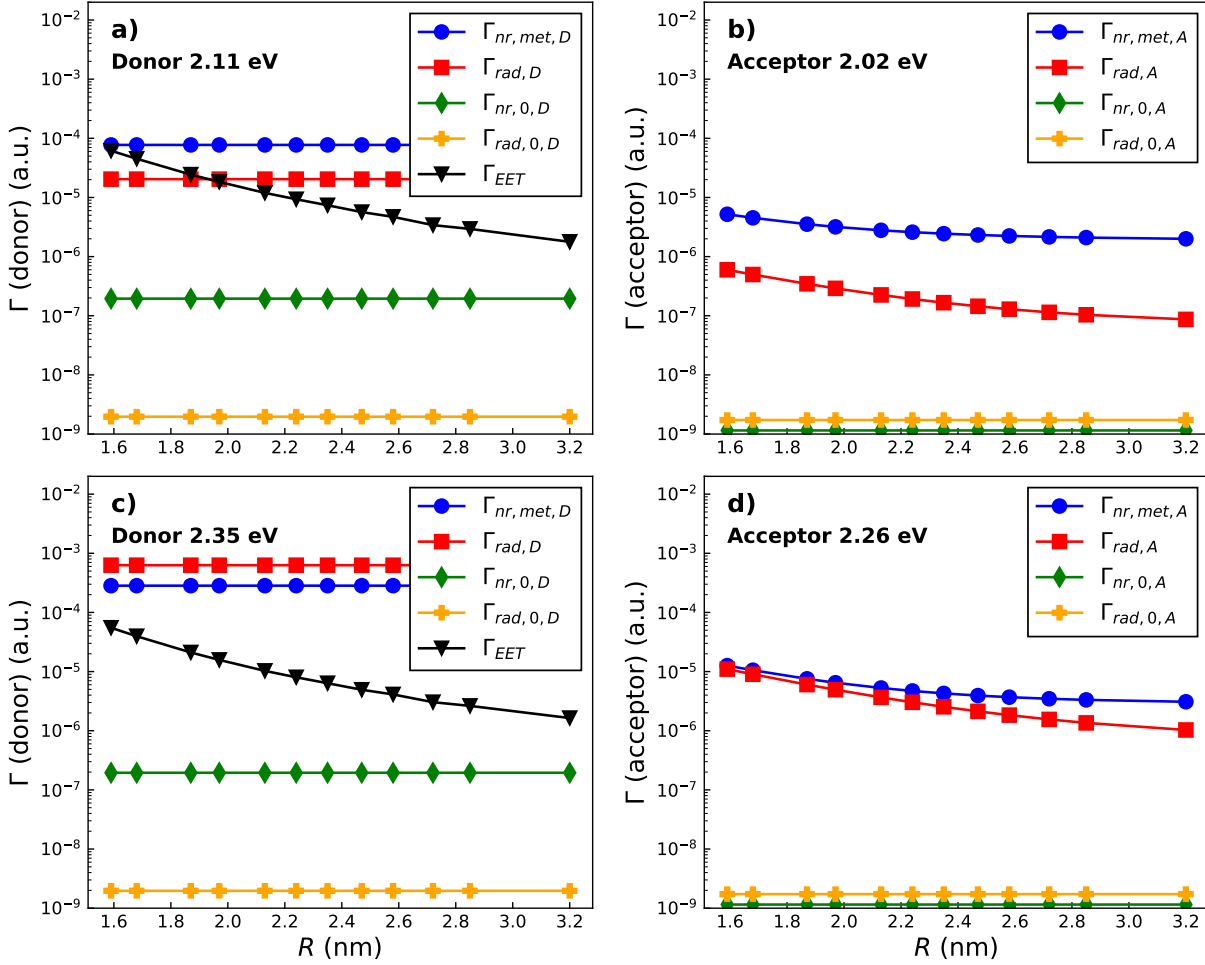 a)
Donor 2.11 eV
Γnr, met, D
Γrad, D
Γnr, 0, D
Γrad, 0, D
ΓEET
Γ (donor) (a.u.)
10⁻² 10⁻³ 10⁻⁴ 10⁻⁵ 10⁻⁶ 10⁻⁷ 10⁻⁸ 10⁻⁹
1.6 1.8 2.0 2.2 2.4 2.6 2.8 3.0 3.2
b)
Acceptor 2.02 eV
Γnr, met, A
Γrad, A
Γnr, 0, A
Γrad, 0, A
Γ (acceptor) (a.u.)
10⁻² 10⁻³ 10⁻⁴ 10⁻⁵ 10⁻⁶ 10⁻⁷ 10⁻⁸ 10⁻⁹
1.6 1.8 2.0 2.2 2.4 2.6 2.8 3.0 3.2
c)
Donor 2.35 eV
Γnr, met, D
Γrad, D
Γnr, 0, D
Γrad, 0, D
ΓEET
Γ (donor) (a.u.)
10⁻² 10⁻³ 10⁻⁴ 10⁻⁵ 10⁻⁶ 10⁻⁷ 10⁻⁸ 10⁻⁹
1.6 1.8 2.0 2.2 2.4 2.6 2.8 3.0 3.2
R (nm)
d)
Acceptor 2.26 eV
Γnr, met, A
Γrad, A
Γnr, 0, A
Γrad, 0, A
Γ (acceptor) (a.u.)
10⁻² 10⁻³ 10⁻⁴ 10⁻⁵ 10⁻⁶ 10⁻⁷ 10⁻⁸ 10⁻⁹
1.6 1.8 2.0 2.2 2.4 2.6 2.8 3.0 3.2
R (nm)